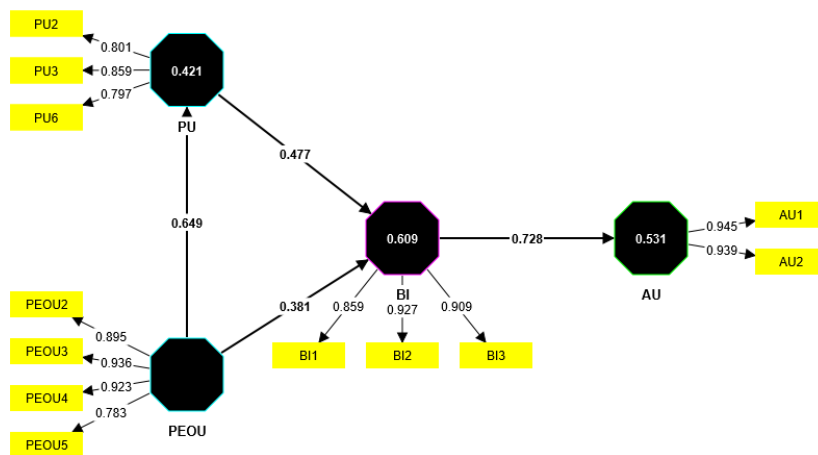 PU2
0.801
PU3
0.859
PU6
0.797
0.421
PU
0.477
0.649
PEOU2
0.895
PEOU3
0.936
PEOU4
0.923
PEOU5
0.783
PEOU
0.381
0.609
BI
0.859
0.927
0.909
BI1
BI2
BI3
0.728
0.531
AU
0.945
AU1
0.939
AU2